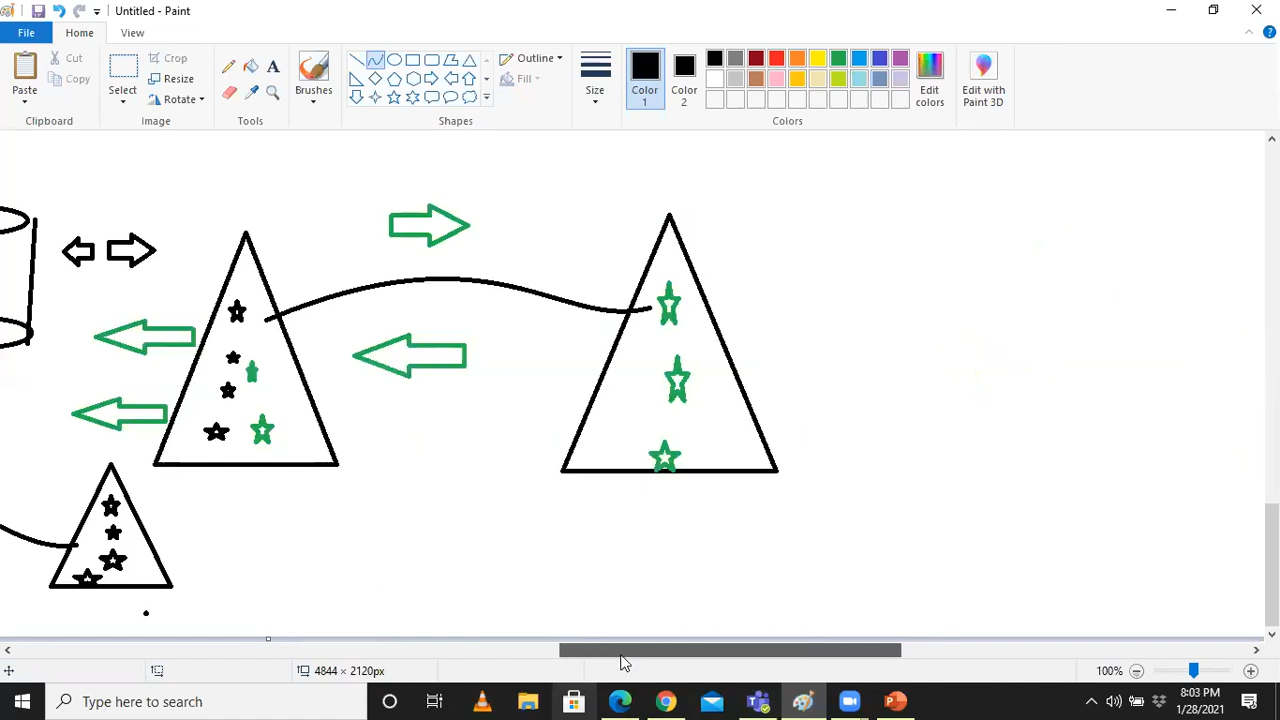 Untitled - Paint
File
Home
View
Paste
Cut
Copy
Clipboard
Select
Crop
Resize
Rotate
Image
A
Tools
Brushes
Shapes
Outline
Fill
Size
Color
1
Color
2
Edit
colors
Colors
Edit with
Paint 3D
4844 × 2120px
100%
Type here to search
8:03 PM
1/28/2021